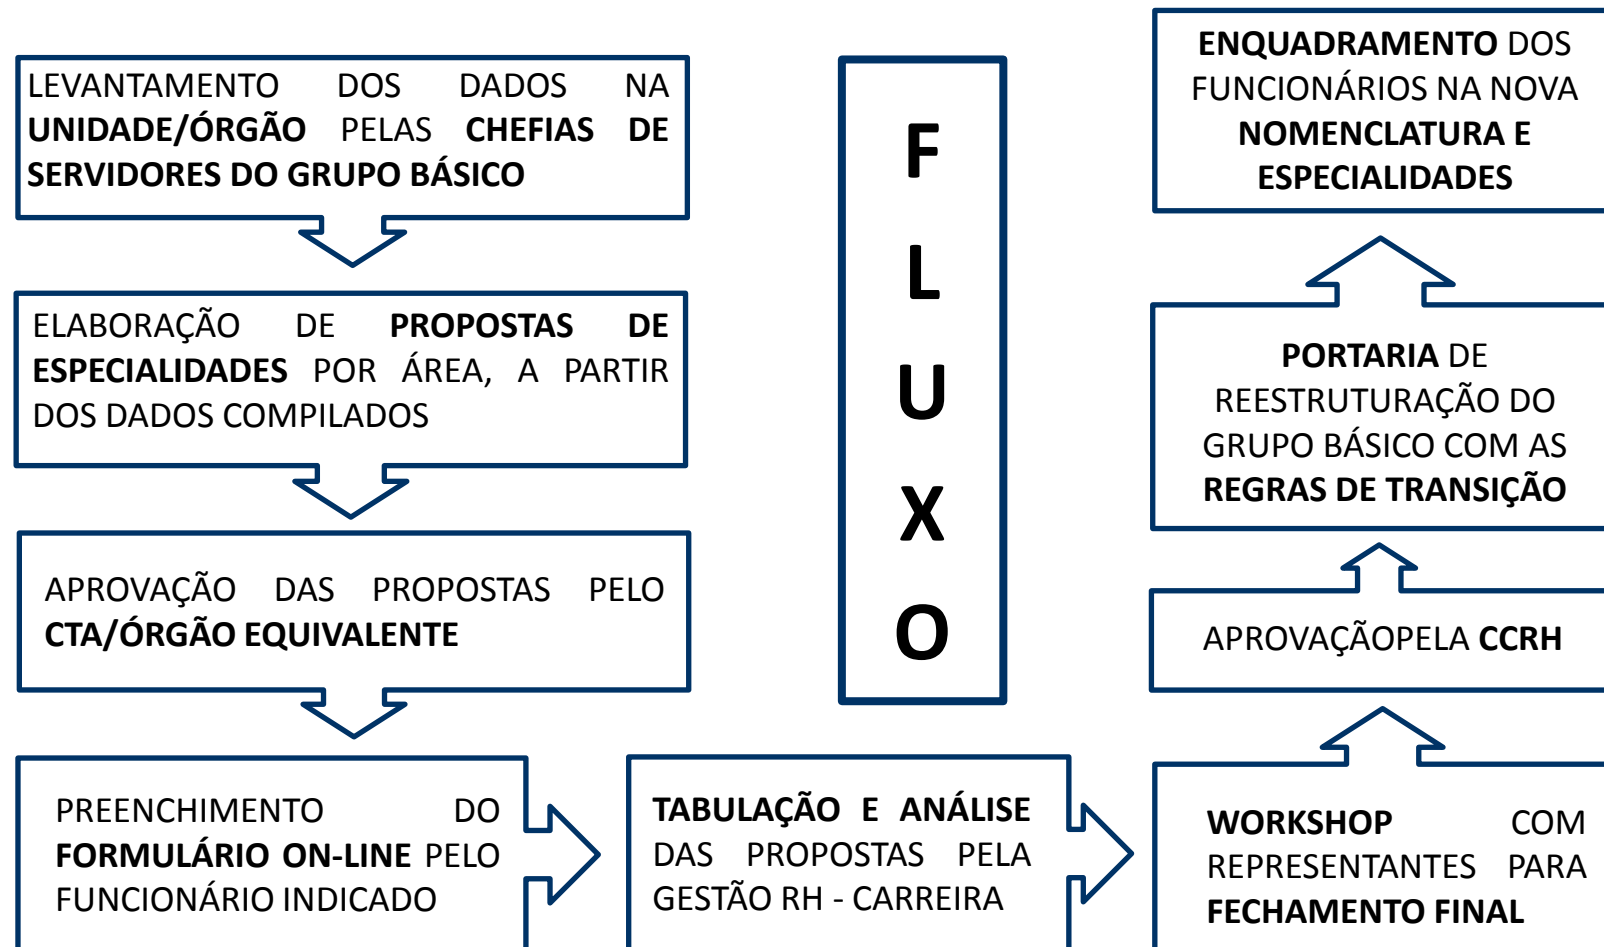 LEVANTAMENTO DOS DADOS NA
UNIDADE/ÓRGÃO PELAS CHEFIAS DE
SERVIDORES DO GRUPO BÁSICO
ELABORAÇÃO DE PROPOSTAS DE
ESPECIALIDADES POR ÁREA, A PARTIR
DOS DADOS COMPILADOS
APROVAÇÃO DAS PROPOSTAS PELO
CTA/ÓRGÃO EQUIVALENTE
PREENCHIMENTO DO
FORMULÁRIO ON-LINE PELO
FUNCIONÁRIO INDICADO
F
L
U
X
O
TABULAÇÃO E ANÁLISE
DAS PROPOSTAS PELA
GESTÃO RH - CARREIRA
WORKSHOP COM
REPRESENTANTES PARA
FECHAMENTO FINAL
APROVAÇÃOPELA CCRH
PORTARIA DE
REESTRUTURAÇÃO DO
GRUPO BÁSICO COM AS
REGRAS DE TRANSIÇÃO
ENQUADRAMENTO DOS
FUNCIONÁRIOS NA NOVA
NOMENCLATURA E
ESPECIALIDADES